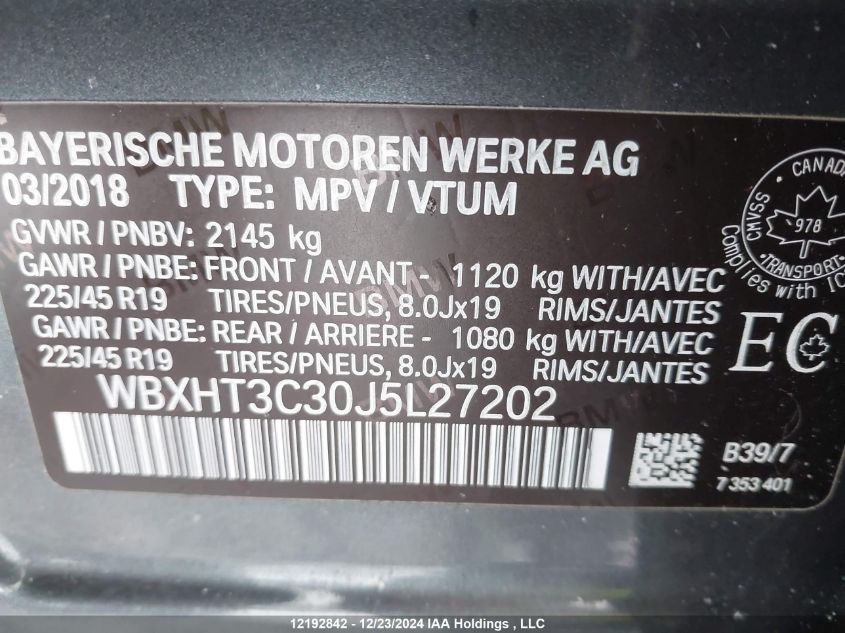 BAYERISCHE MOTOREN WERKE AG
03/2018 TYPE: MPV / VTUM
GVWR / PNBV: 2145 kg
GAWR / PNBE: FRONT / AVANT - 1120 kg WITH/AVEC
225/45 R19 TIRES/PNEUS, 8.0Jx19 RIMS/JANTES
GAWR / PNBE: REAR / ARRIERE - 1080 kg WITH/AVEC
225/45 R19 TIRES/PNEUS, 8.0Jx19 RIMS/JANTES
WBXHT3C30J5L27202
CANADA
CMVSS
978
TRANSPORT
Complies with
EC
B39/7
7 353 401
BMW
12192842 - 12/23/2024 IAA Holdings , LLC